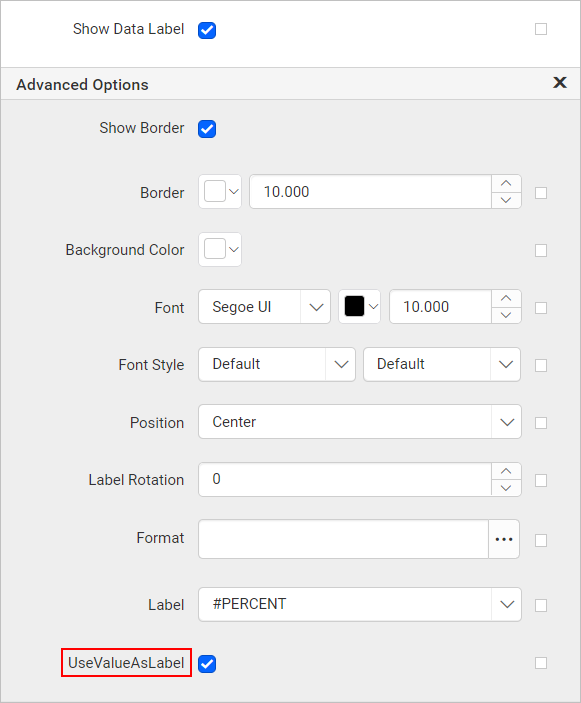 Show Data Label
Advanced Options
Show Border
Border 10.000
Background Color
Font Segoe UI 10.000
Font Style Default Default
Position Center
Label Rotation 0
Format
Label #PERCENT
UseValueAsLabel